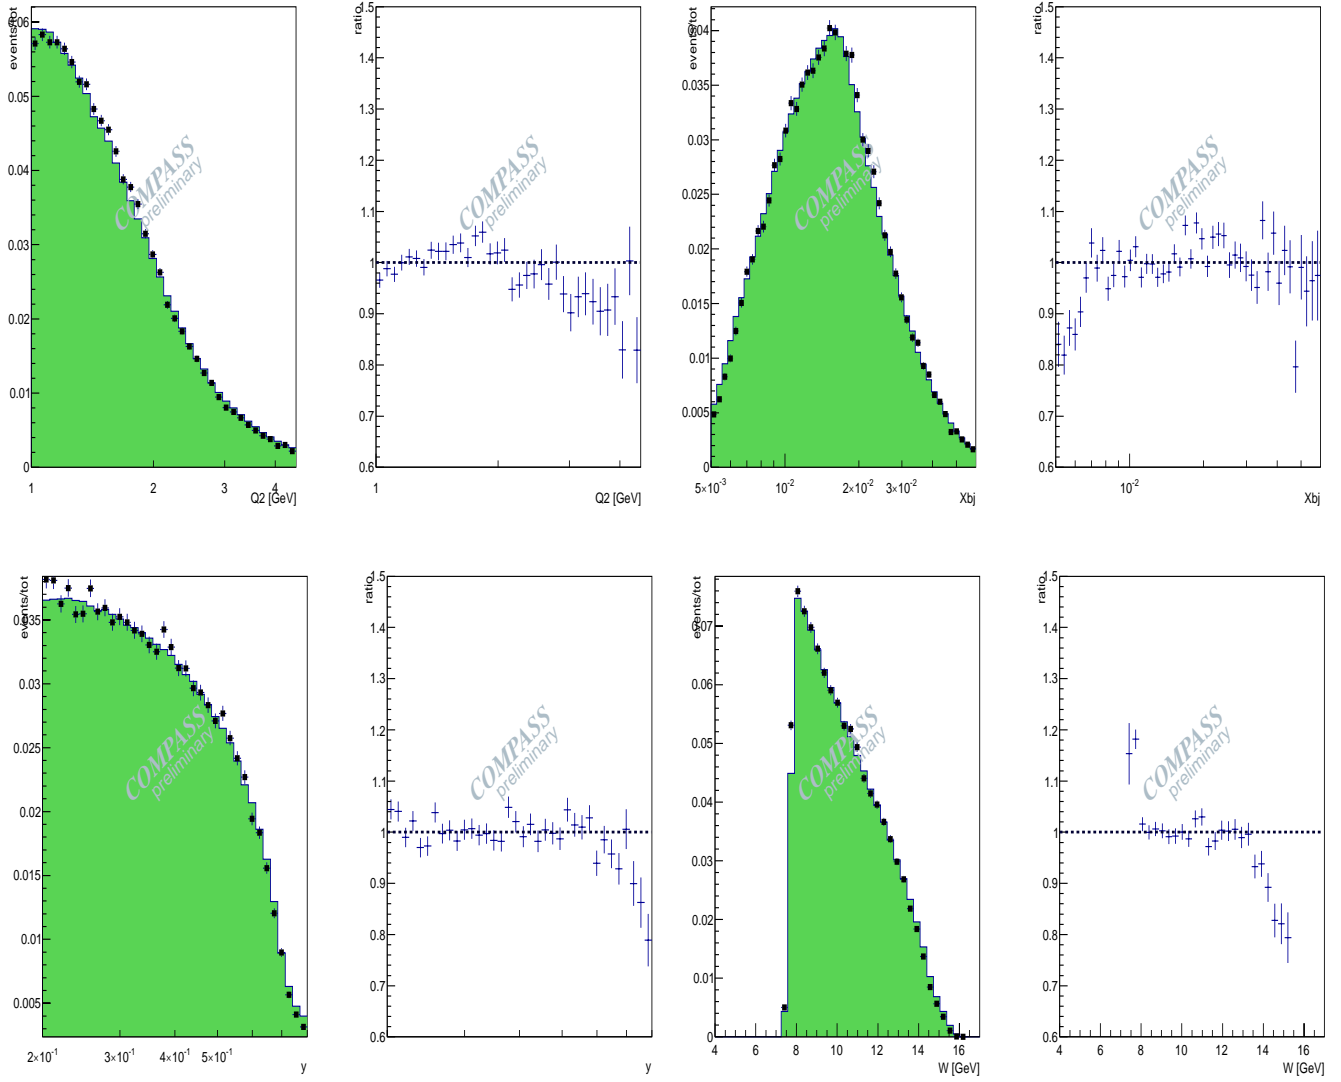 events/tot
0.06
0.05
0.04
0.03
0.02
0.01
0
1 2 3 4
Q2 [GeV]
COMPASS
preliminary
ratio
1.5
1.4
1.3
1.2
1.1
1
0.9
0.8
0.7
0.6
1
Q2 [GeV]
COMPASS
preliminary
events/tot
0.04
0.035
0.03
0.025
0.02
0.015
0.01
0.005
0
5×10⁻³ 10⁻² 2×10⁻² 3×10⁻²
Xbj
COMPASS
preliminary
ratio
1.5
1.4
1.3
1.2
1.1
1
0.9
0.8
0.7
0.6
10⁻²
Xbj
COMPASS
preliminary
events/tot
0.035
0.03
0.025
0.02
0.015
0.01
0.005
2×10⁻¹ 3×10⁻¹ 4×10⁻¹ 5×10⁻¹
y
COMPASS
preliminary
ratio
1.5
1.4
1.3
1.2
1.1
1
0.9
0.8
0.7
0.6
y
COMPASS
preliminary
events/tot
0.07
0.06
0.05
0.04
0.03
0.02
0.01
0
4 6 8 10 12 14 16
W [GeV]
COMPASS
preliminary
ratio
1.5
1.4
1.3
1.2
1.1
1
0.9
0.8
0.7
0.6
4 6 8 10 12 14 16
W [GeV]
COMPASS
preliminary